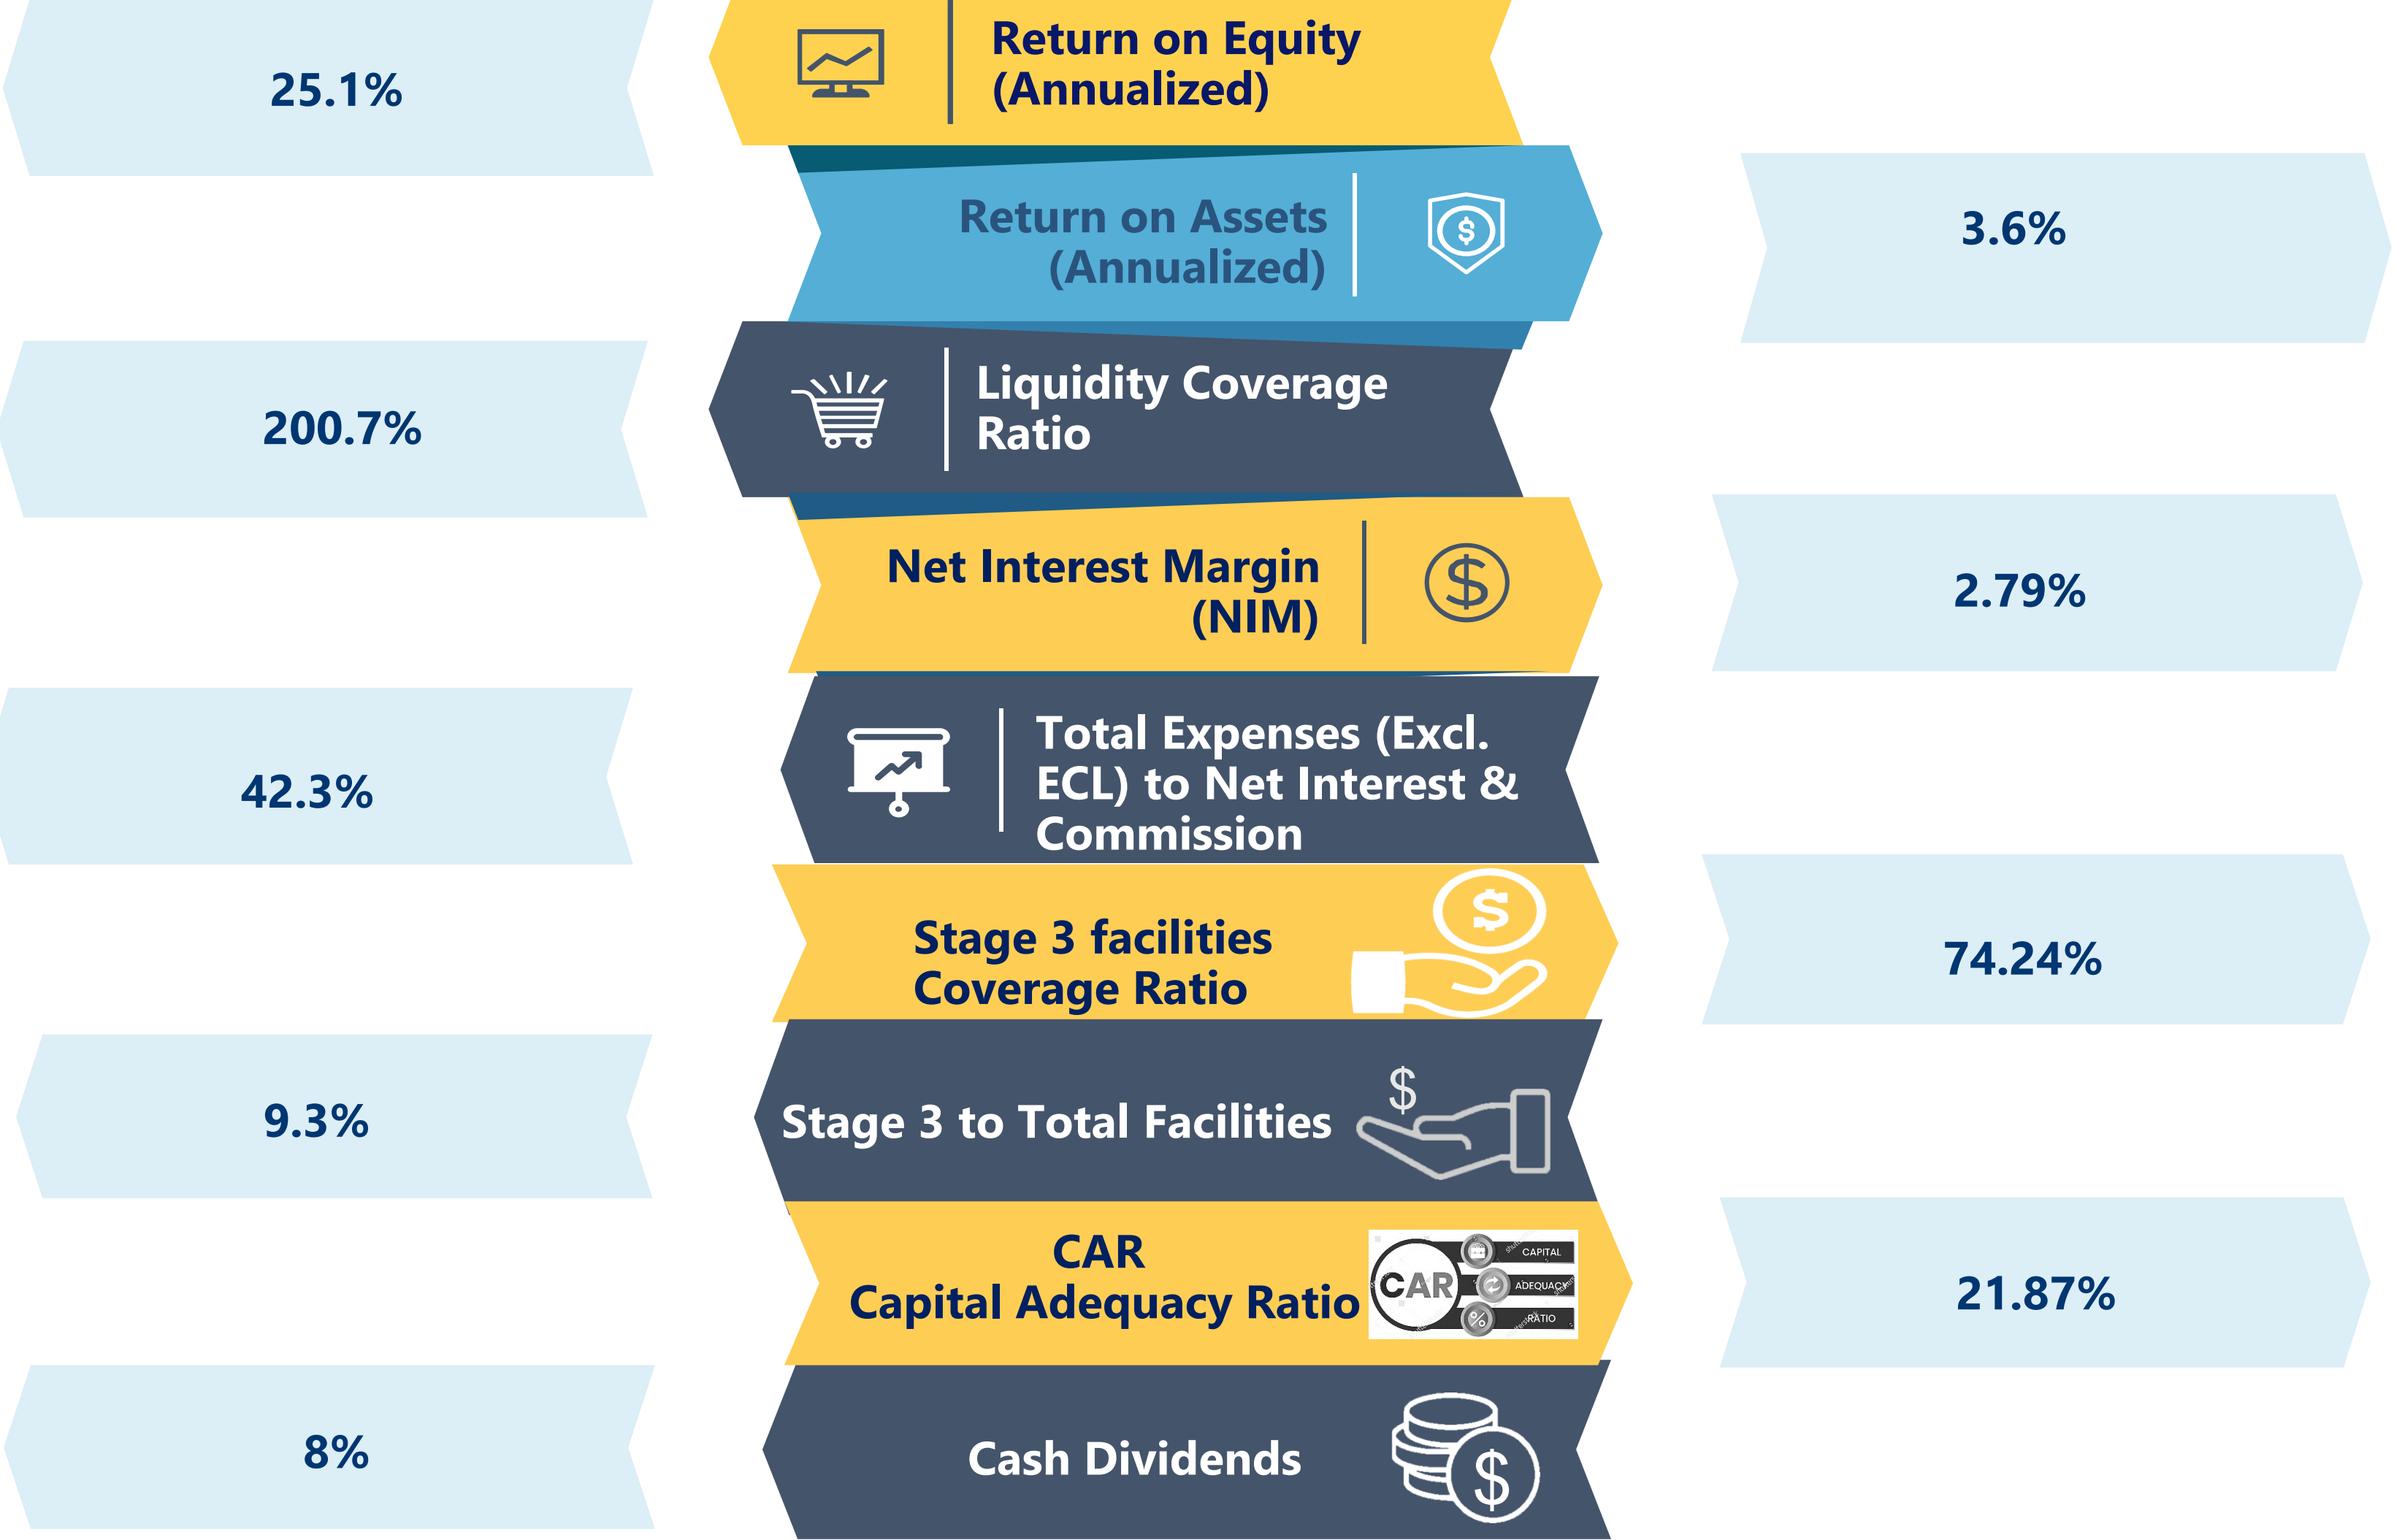 25.1%
Return on Equity
(Annualized)
Return on Assets
(Annualized)
3.6%
200.7%
Liquidity Coverage
Ratio
Net Interest Margin
(NIM)
2.79%
42.3%
Total Expenses (Excl.
ECL) to Net Interest &
Commission
Stage 3 facilities
Coverage Ratio
74.24%
9.3%
Stage 3 to Total Facilities
CAR
Capital Adequacy Ratio
CAR
CAPITAL
ADEQUACY
RATIO
21.87%
8%
Cash Dividends